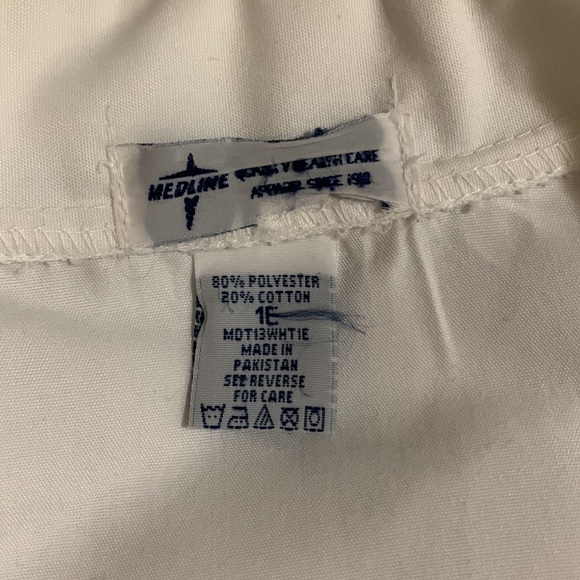 MEDLINE
QUALITY HEALTH CARE
APPAREL SINCE 1912
80% POLYESTER
20% COTTON
1E
MDT13WHT1E
MADE IN
PAKISTAN
SEE REVERSE
FOR CARE